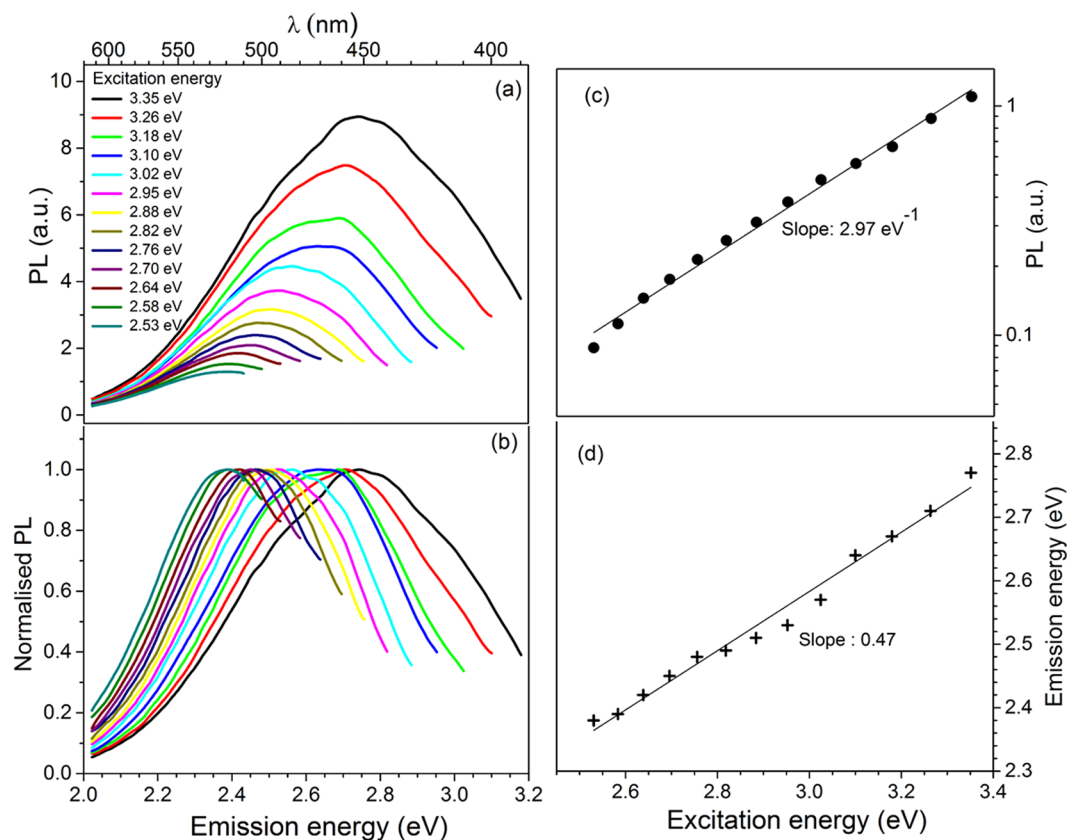 λ (nm)
600 550 500 450 400
(a)
Excitation energy
3.35 eV
3.26 eV
3.18 eV
3.10 eV
3.02 eV
2.95 eV
2.88 eV
2.82 eV
2.76 eV
2.70 eV
2.64 eV
2.58 eV
2.53 eV
PL (a.u.)
10
8
6
4
2
0
(b)
Normalised PL
1.0
0.8
0.6
0.4
0.2
0.0
2.0 2.2 2.4 2.6 2.8 3.0 3.2
Emission energy (eV)
(c)
Slope: 2.97 eV⁻¹
1
0.1
PL (a.u.)
(d)
Slope : 0.47
2.8
2.7
2.6
2.5
2.4
2.3
Emission energy (eV)
2.6 2.8 3.0 3.2 3.4
Excitation energy (eV)